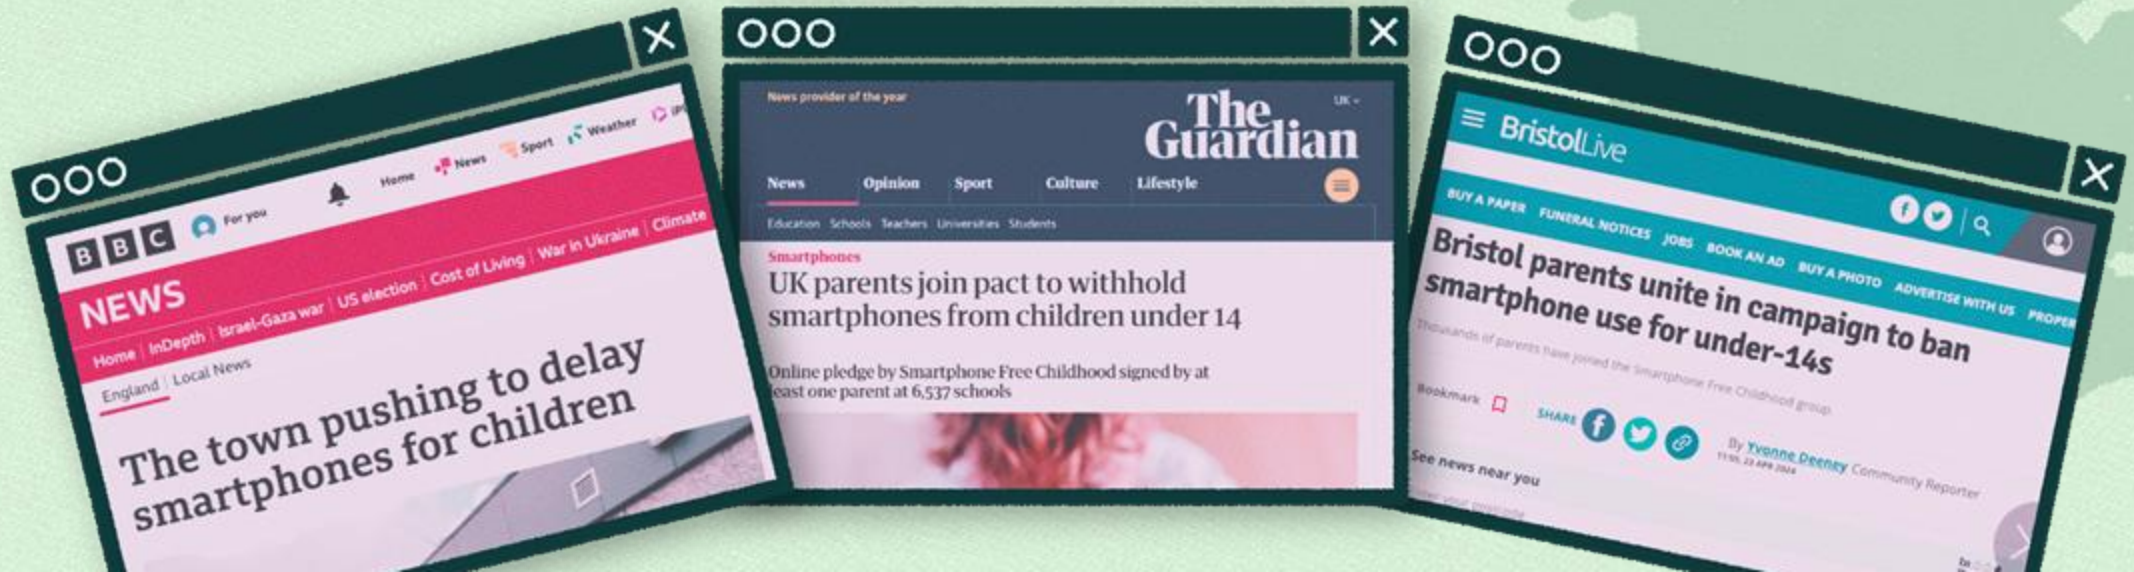 BBC
For you
Home
News
Sport
Weather
NEWS
Home | InDepth | Israel-Gaza war | US election | Cost of Living | War in Ukraine | Climate
England | Local News
The town pushing to delay
smartphones for children
News provider of the year
The
Guardian
UK
News Opinion Sport Culture Lifestyle
Education Schools Teachers Universities Students
Smartphones
UK parents join pact to withhold
smartphones from children under 14
Online pledge by Smartphone Free Childhood signed by at
least one parent at 6,537 schools
BristolLive
BUY A PAPER FUNERAL NOTICES JOBS BOOK AN AD BUY A PHOTO ADVERTISE WITH US
Bristol parents unite in campaign to ban
smartphone use for under-14s
Thousands of parents have joined the Smartphone Free Childhood group
Bookmark
SHARE
By Yvonne Deeney Community Reporter
11:55, 23 APR 2024
See news near you